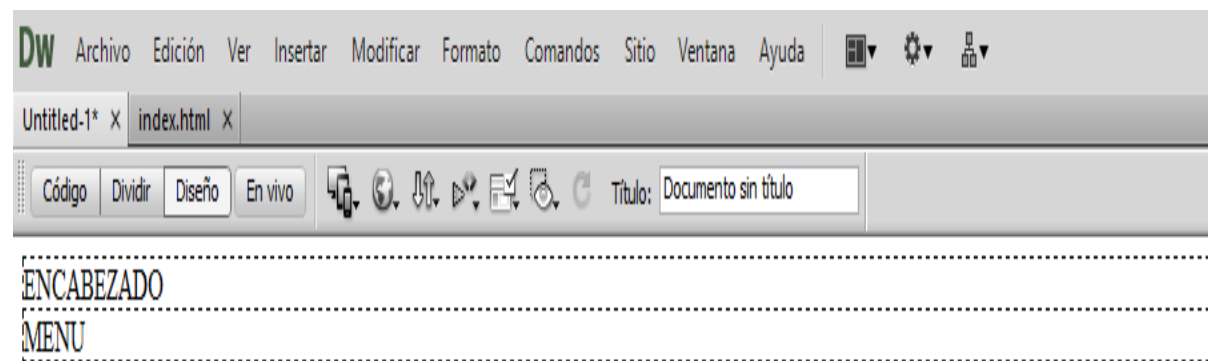 Dw Archivo Edición Ver Insertar Modificar Formato Comandos Sitio Ventana Ayuda
Untitled-1* × index.html ×
Código Dividir Diseño En vivo Título: Documento sin título
ENCABEZADO
MENU